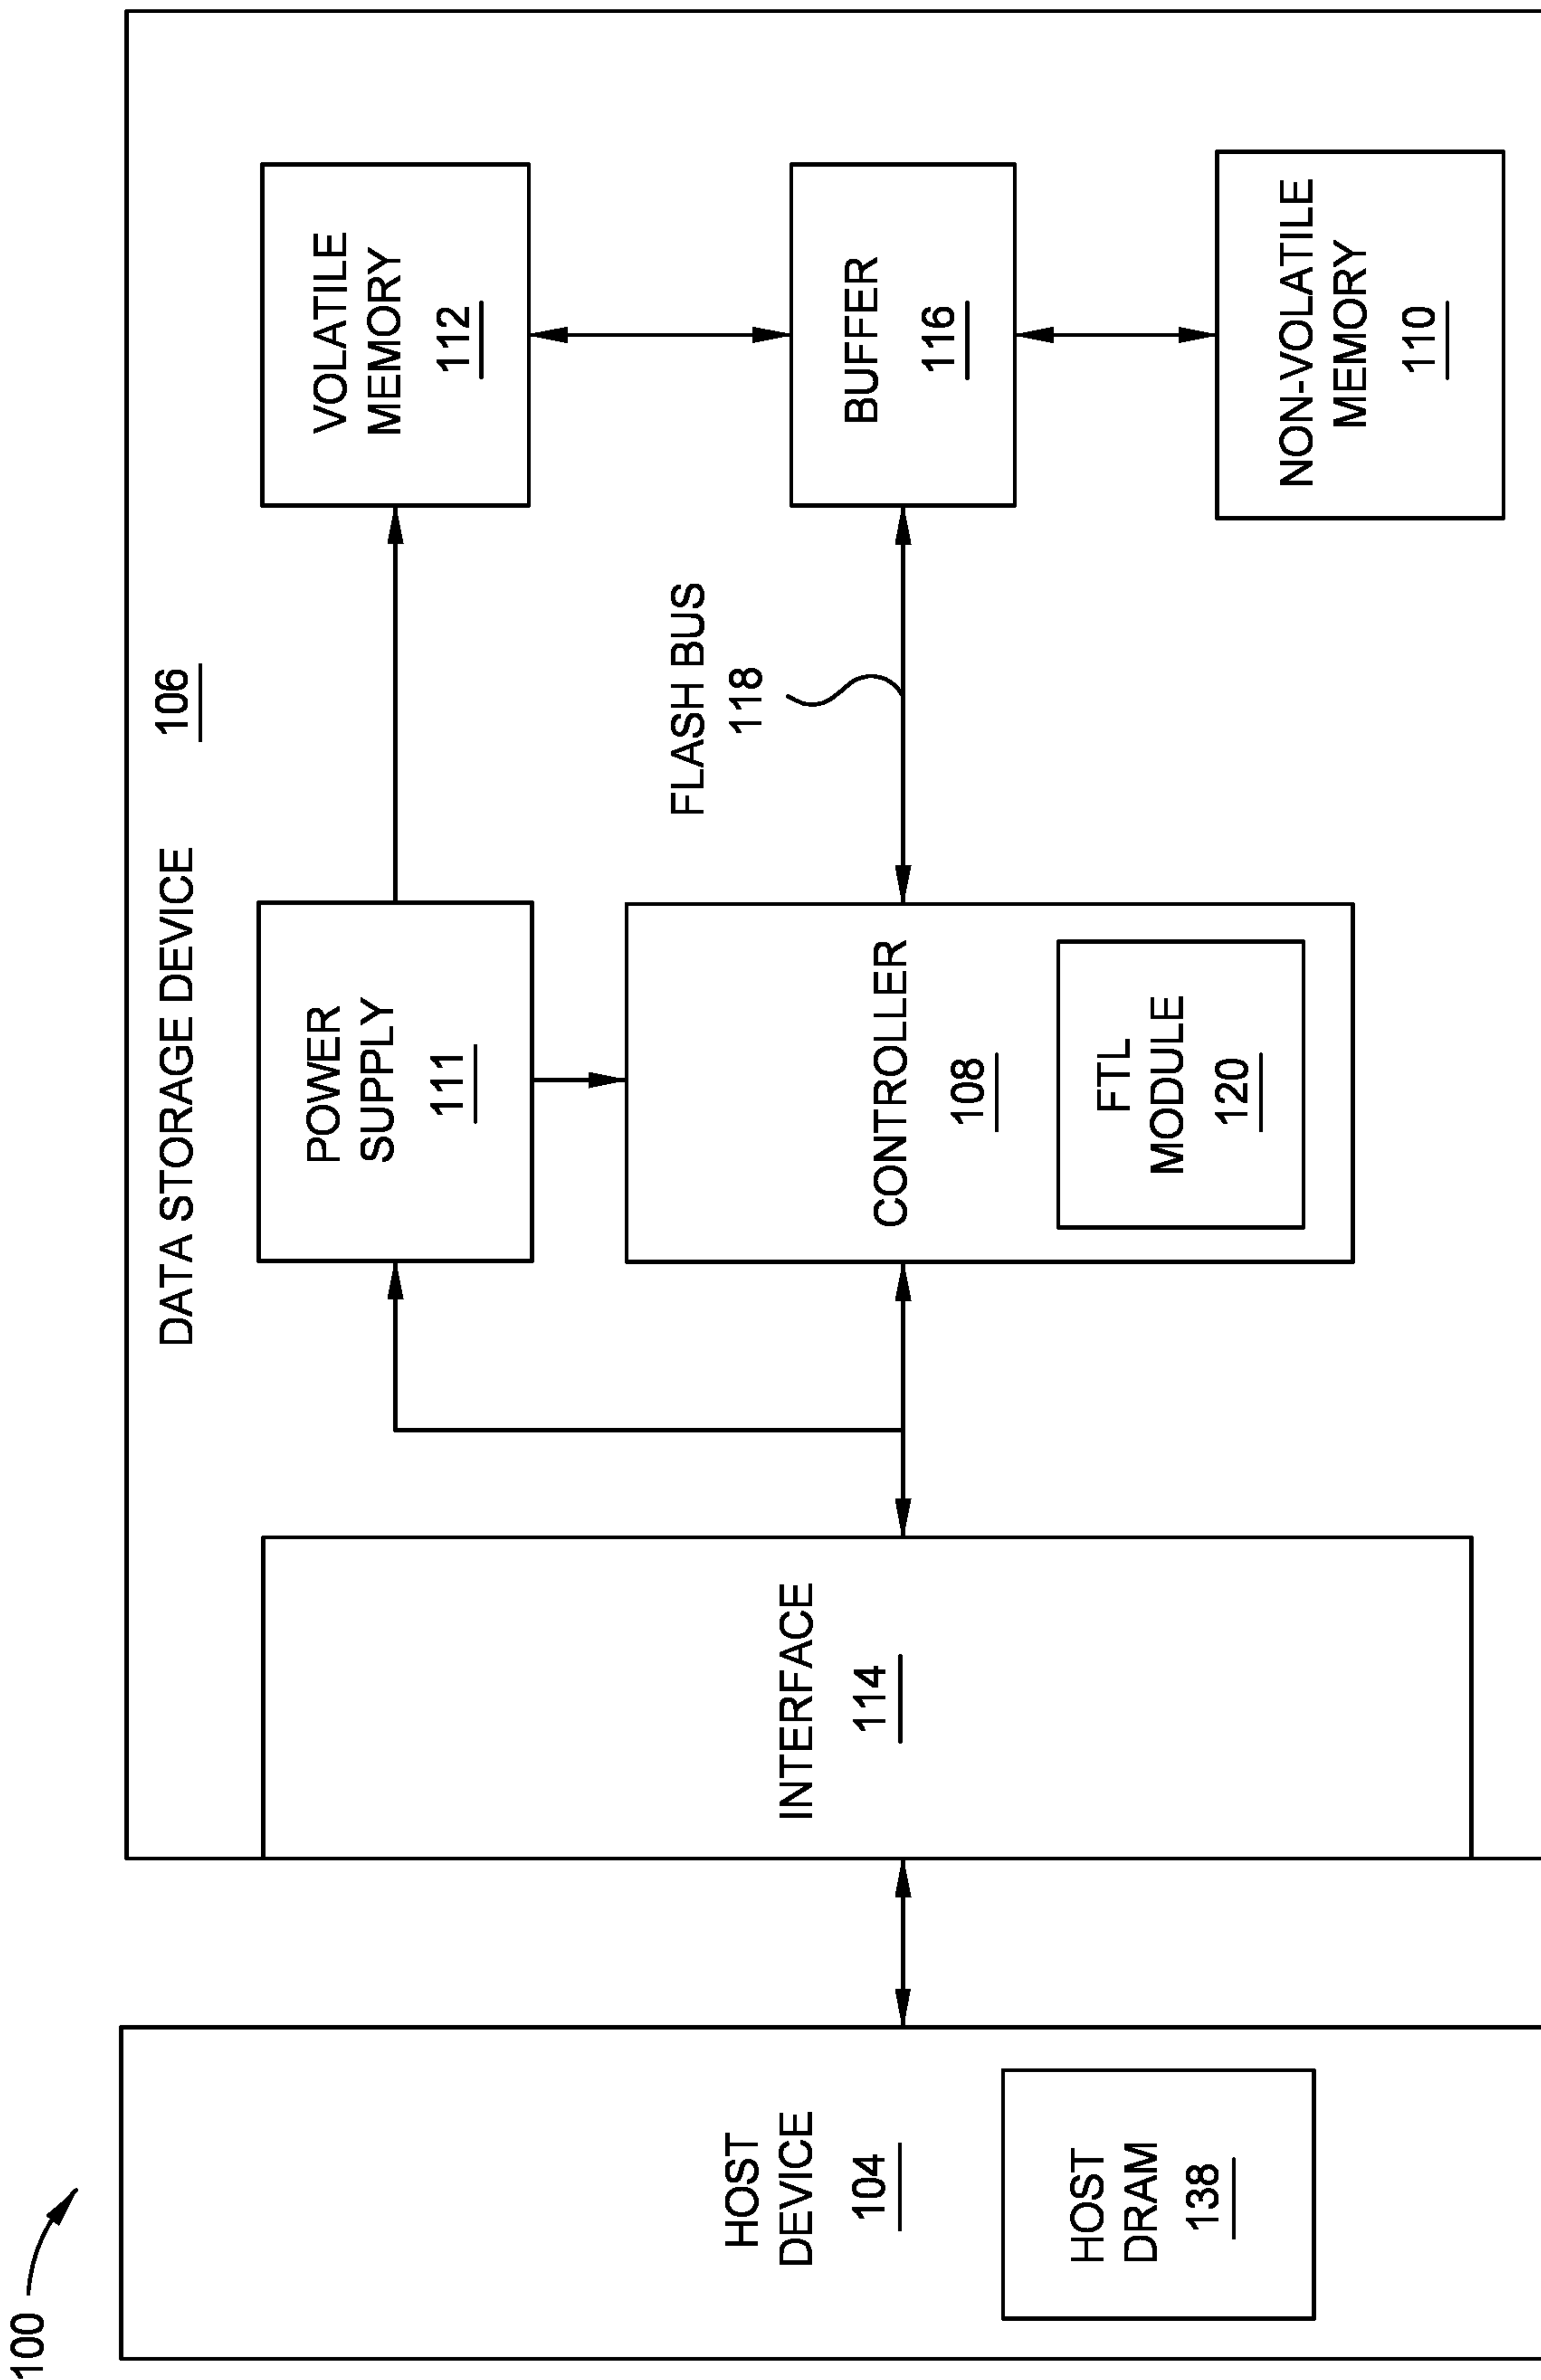 100
HOST
DEVICE
104
HOST
DRAM
138
DATA STORAGE DEVICE 106
INTERFACE
114
POWER
SUPPLY
111
CONTROLLER
108
FTL
MODULE
120
FLASH BUS
118
VOLATILE
MEMORY
112
BUFFER
116
NON-VOLATILE
MEMORY
110